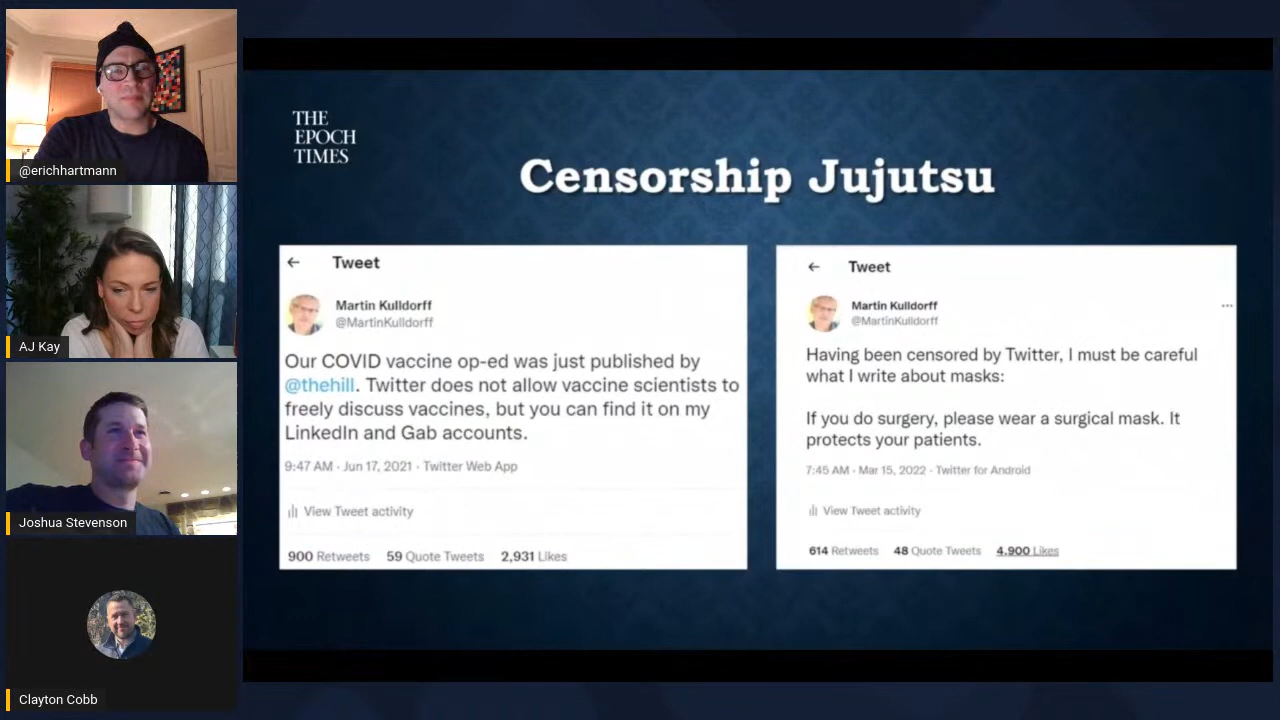 @erichhartmann
AJ Kay
Joshua Stevenson
Clayton Cobb
THE
EPOCH
TIMES
Censorship Jujutsu
← Tweet
Martin Kulldorff
@MartinKulldorff
Our COVID vaccine op-ed was just published by
@thehill. Twitter does not allow vaccine scientists to
freely discuss vaccines, but you can find it on my
LinkedIn and Gab accounts.
9:47 AM · Jun 17, 2021 · Twitter Web App
View Tweet activity
900 Retweets 59 Quote Tweets 2,931 Likes
← Tweet
Martin Kulldorff
@MartinKulldorff
Having been censored by Twitter, I must be careful
what I write about masks:
If you do surgery, please wear a surgical mask. It
protects your patients.
7:45 AM · Mar 15, 2022 · Twitter for Android
View Tweet activity
614 Retweets 48 Quote Tweets 4,900 Likes